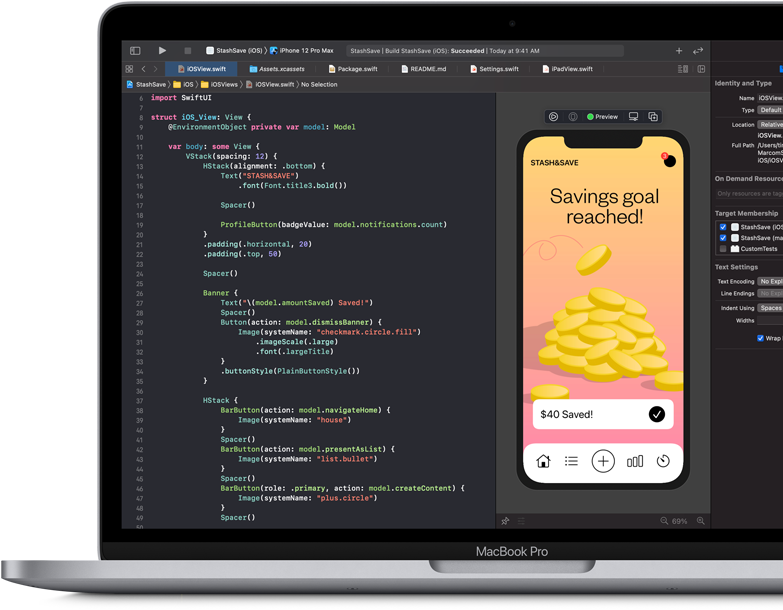 StashSave (iOS) 〉 iPhone 12 Pro Max
StashSave | Build StashSave (iOS): Succeeded | Today at 9:41 AM
iOSView.swift
Assets.xcassets
Package.swift
README.md
Settings.swift
iPadView.swift
StashSave 〉 iOS 〉 iOSViews 〉 iOSView.swift 〉 No Selection
6 import SwiftUI
7
8 struct iOS_View: View {
9 @EnvironmentObject private var model: Model
10
11 var body: some View {
12 VStack(spacing: 12) {
13 HStack(alignment: .bottom) {
14 Text("STASH&SAVE")
15 .font(Font.title3.bold())
16
17 Spacer()
18
19 ProfileButton(badgeValue: model.notifications.count)
20 }
21 .padding(.horizontal, 20)
22 .padding(.top, 50)
23
24 Spacer()
25
26 Banner {
27 Text("\(model.amountSaved) Saved!")
28 Spacer()
29 Button(action: model.dismissBanner) {
30 Image(systemName: "checkmark.circle.fill")
31 .imageScale(.large)
32 .font(.largeTitle)
33 }
34 .buttonStyle(PlainButtonStyle())
35 }
36
37 HStack {
38 BarButton(action: model.navigateHome) {
39 Image(systemName: "house")
40 }
41 Spacer()
42 BarButton(action: model.presentAsList) {
43 Image(systemName: "list.bullet")
44 }
45 Spacer()
46 BarButton(role: .primary, action: model.createContent) {
47 Image(systemName: "plus.circle")
48 }
49 Spacer()
50
Preview
STASH&SAVE
Savings goal
reached!
$40 Saved!
69%
Identity and Type
Name iOSView.
Type Default
Location Relative
iOSView.
Full Path /Users/ti
MarcomS
iOS/iOSV
On Demand Resource
Only resources are tag
Target Membership
StashSave (iOS
StashSave (ma
CustomTests
Text Settings
Text Encoding No Expl
Line Endings No Expl
Indent Using Spaces
Widths
Wrap
MacBook Pro